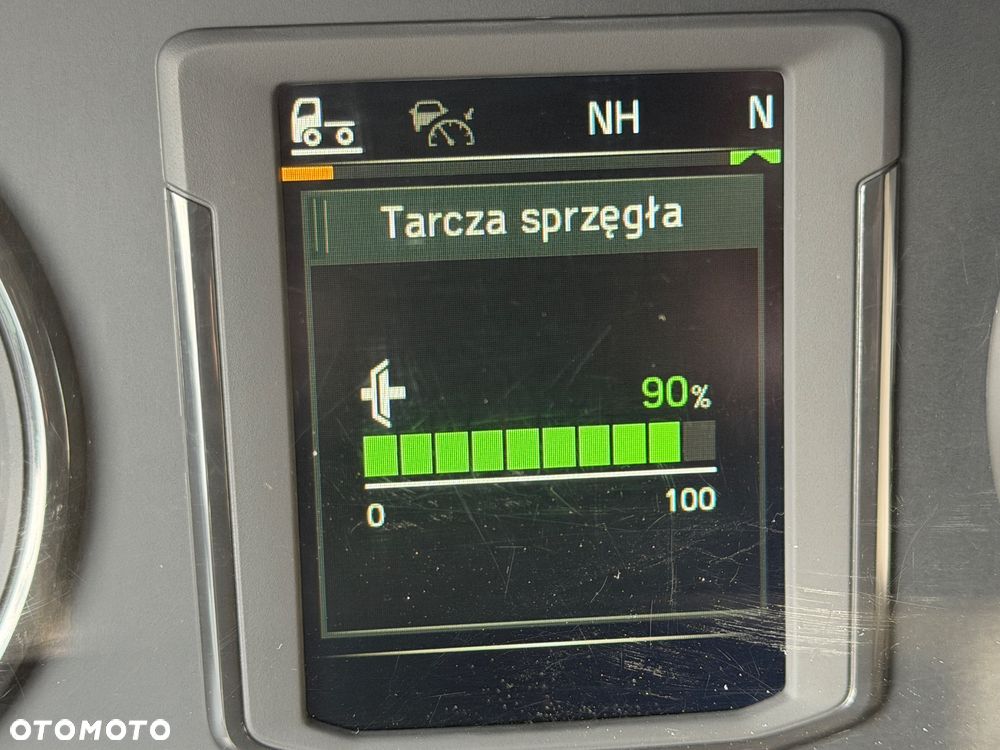 NH N
Tarcza sprzęgła
90%
0 100
OTOMOTO